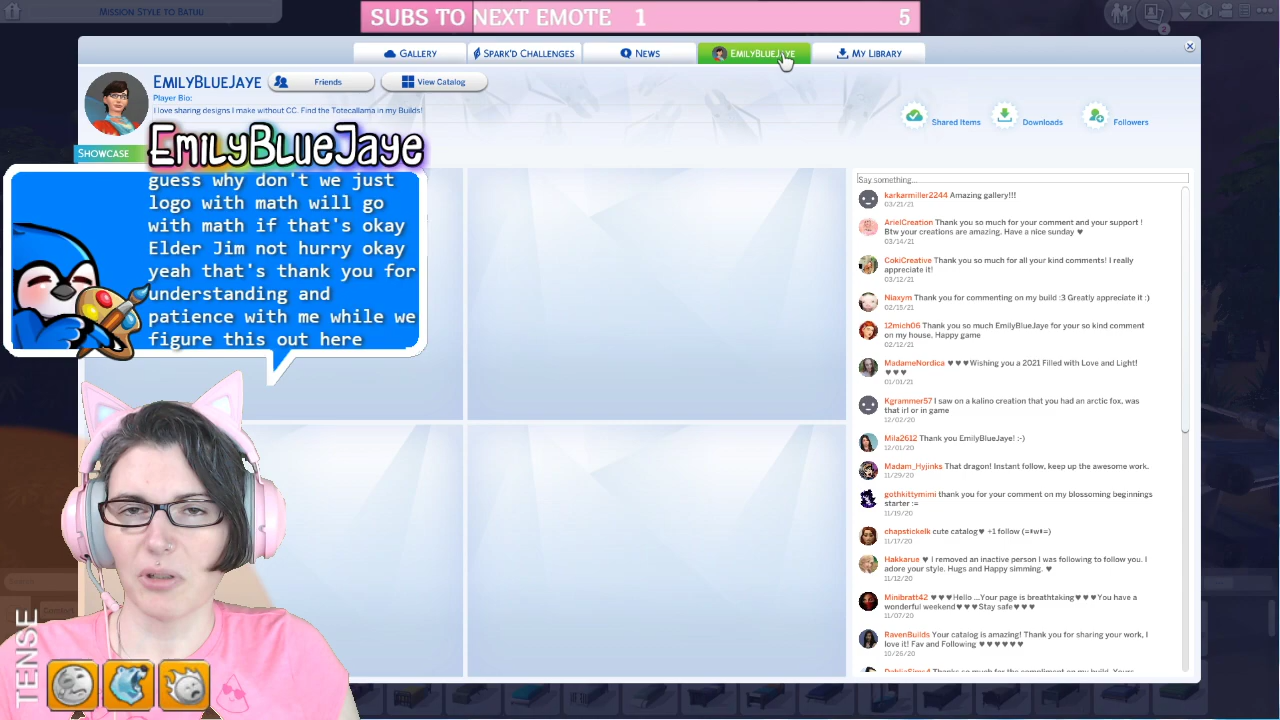 Mission Style to Batuu
SUBS TO NEXT EMOTE 1 5
Gallery
Spark'd Challenges
News
EmilyBlueJaye
My Library
EmilyBlueJaye
Friends
View Catalog
Player Bio:
I love sharing designs I make without CC. Find the Totecallama in my Builds!
Shared Items
Downloads
Followers
Showcase
EmilyBlueJaye
guess why don't we just
logo with math will go
with math if that's okay
Elder Jim not hurry okay
yeah that's thank you for
understanding and
patience with me while we
figure this out here
Say something...
karkarmiller2244 Amazing gallery!!!
03/21/21
ArielCreation Thank you so much for your comment and your support !
Btw your creations are amazing. Have a nice sunday ♥
03/14/21
CokiCreative Thank you so much for all your kind comments! I really
appreciate it!
03/12/21
Niaxym Thank you for commenting on my build :3 Greatly appreciate it :)
02/15/21
12mich06 Thank you so much EmilyBlueJaye for your so kind comment
on my house. Happy game
02/12/21
MadameNordica ♥♥♥Wishing you a 2021 Filled with Love and Light!
♥♥♥
01/01/21
Kgrammer57 I saw on a kalino creation that you had an arctic fox, was
that irl or in game
12/02/20
Mila2612 Thank you EmilyBlueJaye! :-)
12/01/20
Madam_Hyjinks That dragon! Instant follow, keep up the awesome work.
11/29/20
gothkittymimi thank you for your comment on my blossoming beginnings
starter :=
11/19/20
chapstickelk cute catalog♥ +1 follow (=♦w♦=)
11/17/20
Hakkarue ♥ I removed an inactive person I was following to follow you. I
adore your style. Hugs and Happy simming. ♥
11/12/20
Minibratt42 ♥♥♥Hello ...Your page is breathtaking♥♥♥You have a
wonderful weekend♥♥♥Stay safe♥♥♥
11/07/20
RavenBuilds Your catalog is amazing! Thank you for sharing your work, I
love it! Fav and Following ♥♥♥♥♥♥
10/26/20
TENSE